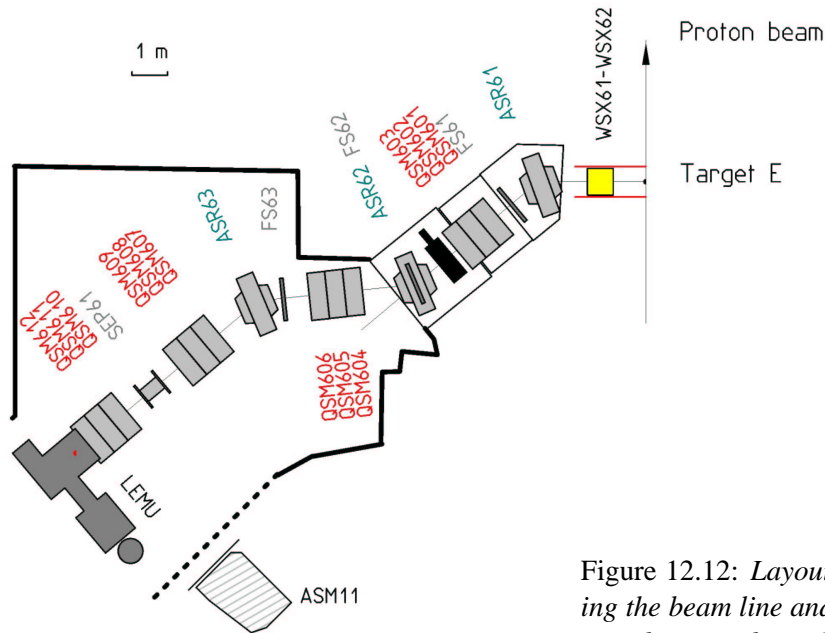 1 m
Proton beam
WSX61-WSX62
Target E
ASR61
FS61
QSM601
QSM602
QSM603
FS62
ASR62
FS63
ASR63
QSM607
QSM608
QSM609
QSM610
QSM611
QSM612
SEP61
QSM606
QSM605
QSM604
LEMU
ASM11
Figure 12.12: Layou
ing the beam line and